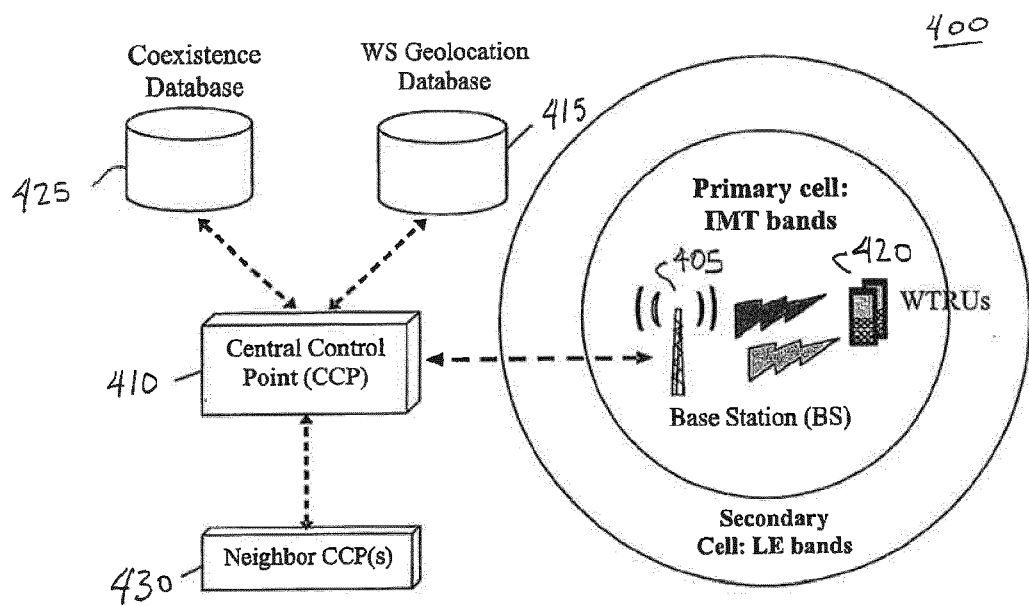 400
Coexistence
Database
WS Geolocation
Database
415
425
Primary cell:
IMT bands
405
420
WTRUs
Central Control
Point (CCP)
410
Base Station (BS)
Secondary
Cell: LE bands
Neighbor CCP(s)
430